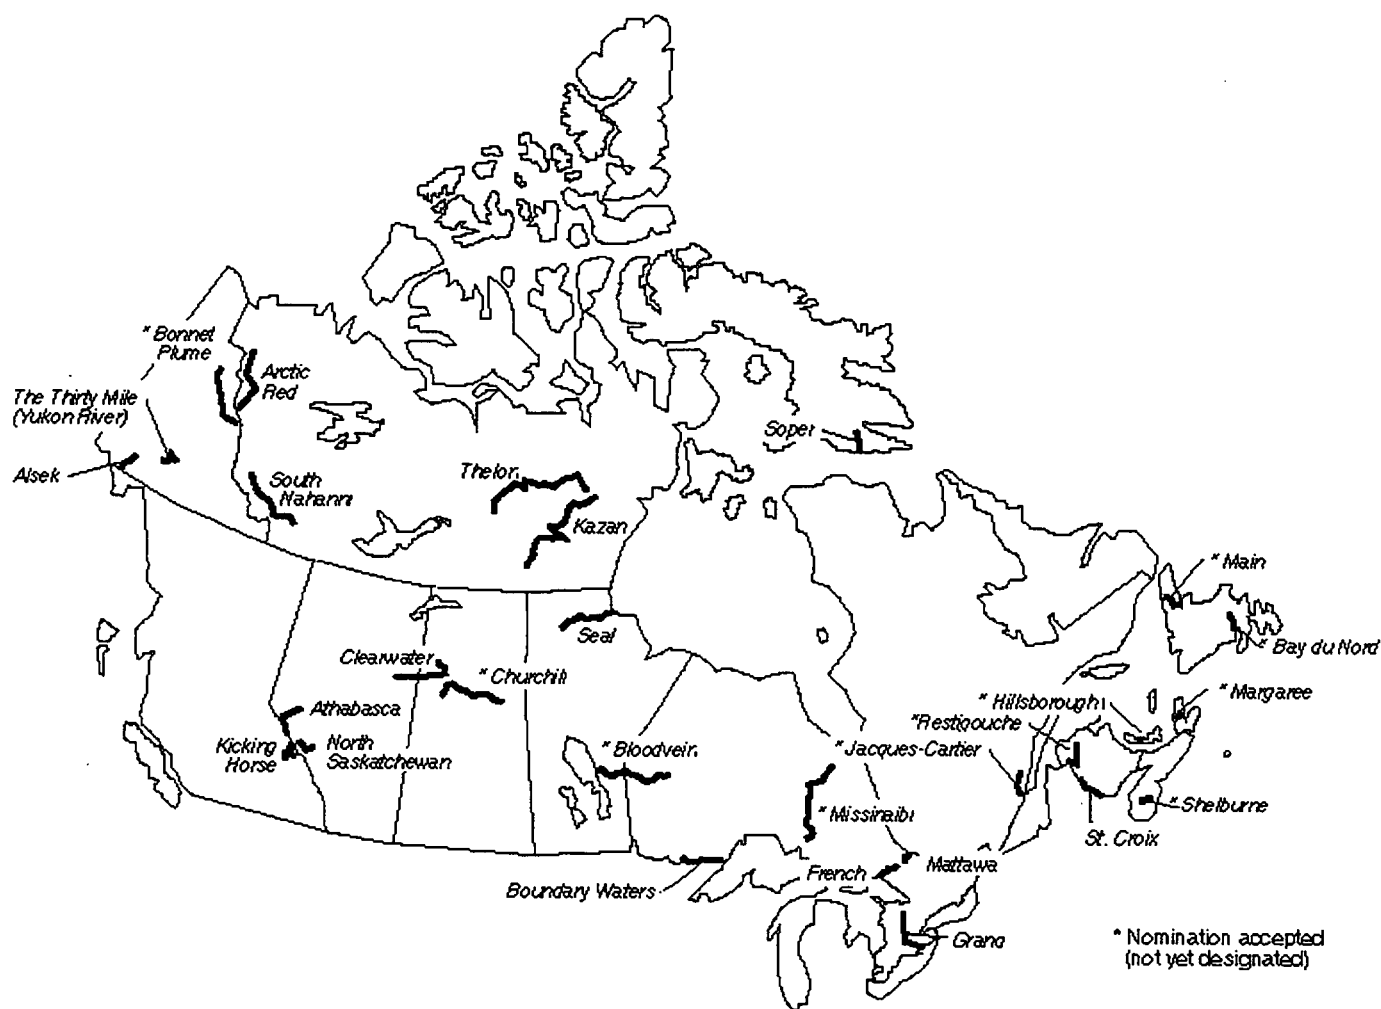 * Bonnet
Plume
Arctic
Red
The Thirty Mile
(Yukon River)
Alsek
South
Nahanni
Soper
Thelon
Kazan
Seal
Clearwater
* Churchill
Athabasca
Kicking
Horse
North
Saskatchewan
* Bloodvein
* Main
* Bay du Nord
* Hillsborough
* Margaree
*Restigouche
* Jacques-Cartier
* Missinaibi
* Shelburne
St. Croix
French
Mattawa
Boundary Waters
Grand
* Nomination accepted
(not yet designated)